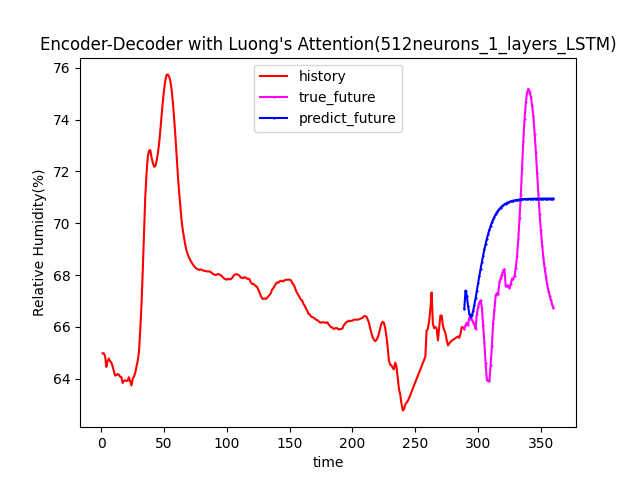 Encoder-Decoder with Luong's Attention(512neurons_1_layers_LSTM)
history
true_future
predict_future
Relative Humidity(%)
76
74
72
70
68
66
64
0 50 100 150 200 250 300 350
time